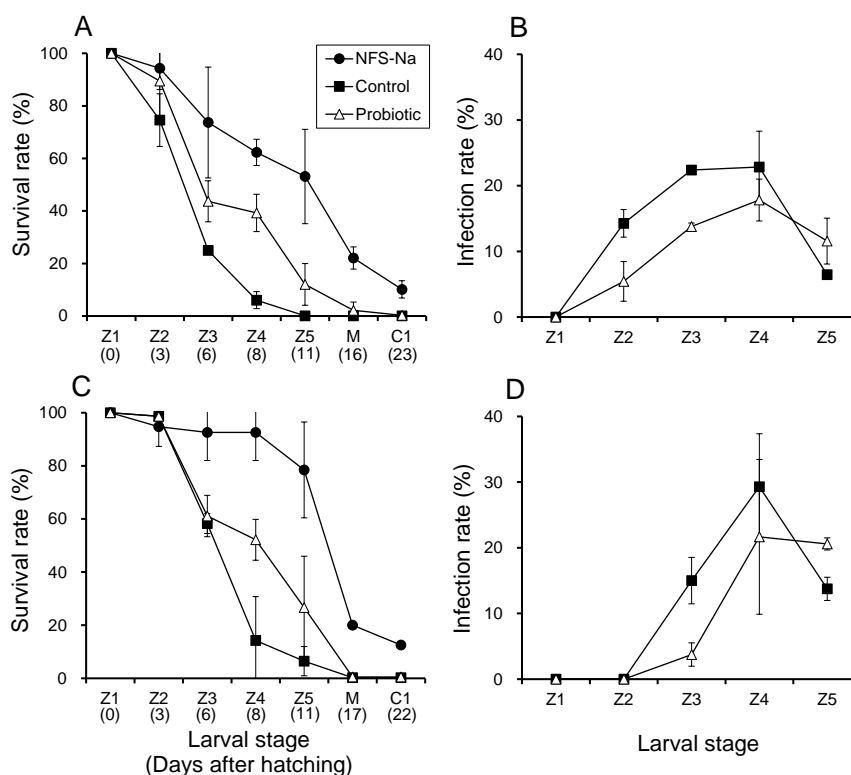 A
100
80
60
40
20
0
Survival rate (%)
NFS-Na
Control
Probiotic
Z1 Z2 Z3 Z4 Z5 M C1
(0) (3) (6) (8) (11) (16) (23)
B
40
30
20
10
0
Infection rate (%)
Z1 Z2 Z3 Z4 Z5
C
100
80
60
40
20
0
Survival rate (%)
Z1 Z2 Z3 Z4 Z5 M C1
(0) (3) (6) (8) (11) (17) (22)
Larval stage
(Days after hatching)
D
40
30
20
10
0
Infection rate (%)
Z1 Z2 Z3 Z4 Z5
Larval stage